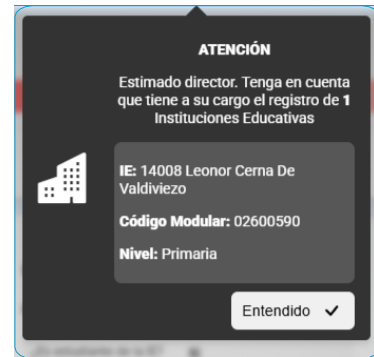 ATENCIÓN
Estimado director. Tenga en cuenta
que tiene a su cargo el registro de 1
Instituciones Educativas
IE: 14008 Leonor Cerna De
Valdiviezo
Código Modular: 02600590
Nivel: Primaria
Entendido